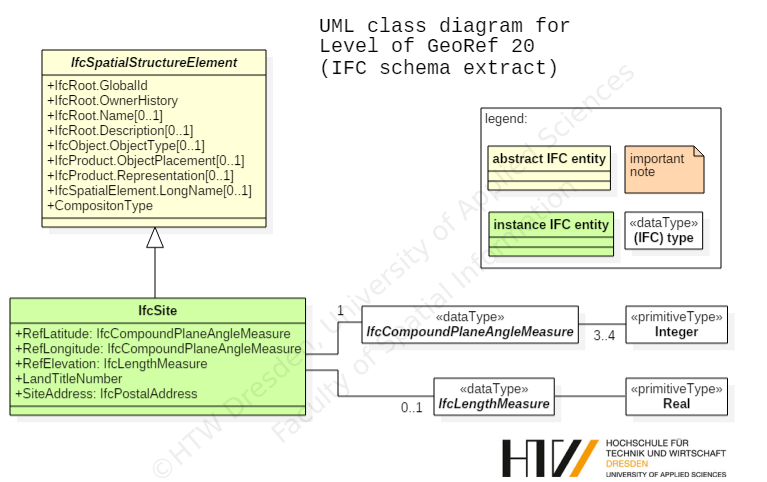 UML class diagram for
Level of GeoRef 20
(IFC schema extract)
IfcSpatialStructureElement
+IfcRoot.GlobalId
+IfcRoot.OwnerHistory
+IfcRoot.Name[0..1]
+IfcRoot.Description[0..1]
+IfcObject.ObjectType[0..1]
+IfcProduct.ObjectPlacement[0..1]
+IfcProduct.Representation[0..1]
+IfcSpatialElement.LongName[0..1]
+CompositonType
legend:
abstract IFC entity
important
note
instance IFC entity
«dataType»
(IFC) type
IfcSite
+RefLatitude: IfcCompoundPlaneAngleMeasure
+RefLongitude: IfcCompoundPlaneAngleMeasure
+RefElevation: IfcLengthMeasure
+LandTitleNumber
+SiteAddress: IfcPostalAddress
1
«dataType»
IfcCompoundPlaneAngleMeasure
3..4
«primitiveType»
Integer
0..1
«dataType»
IfcLengthMeasure
«primitiveType»
Real
©HTW Dresden, University of Applied Sciences
Faculty of Spatial Information
HTW
HOCHSCHULE FÜR
TECHNIK UND WIRTSCHAFT
DRESDEN
UNIVERSITY OF APPLIED SCIENCES